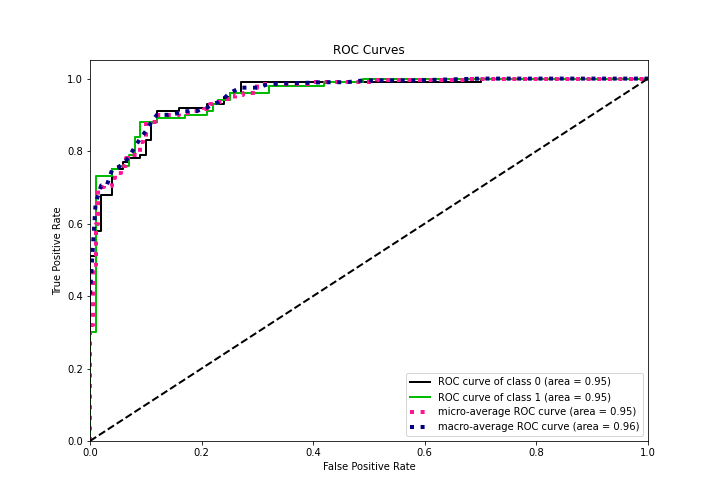 ROC Curves
True Positive Rate
1.0
0.8
0.6
0.4
0.2
0.0
ROC curve of class 0 (area = 0.95)
ROC curve of class 1 (area = 0.95)
micro-average ROC curve (area = 0.95)
macro-average ROC curve (area = 0.96)
0.0 0.2 0.4 0.6 0.8 1.0
False Positive Rate